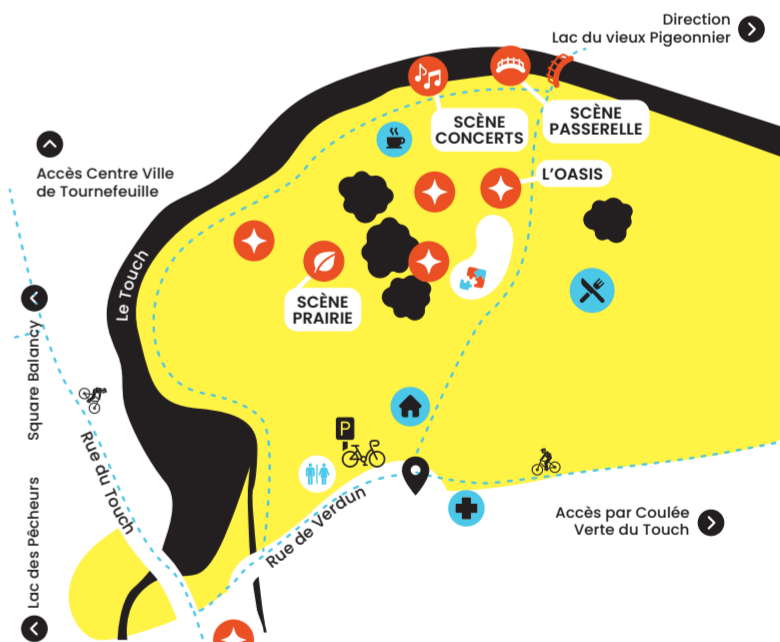 Direction
Lac du vieux Pigeonnier
SCÈNE
CONCERTS
SCÈNE
PASSERELLE
Accès Centre Ville
de Tournefeuille
L'OASIS
Le Touch
SCÈNE
PRAIRIE
Square Balancy
P
Rue du Touch
Rue de Verdun
Accès par Coulée
Verte du Touch
Lac des Pêcheurs